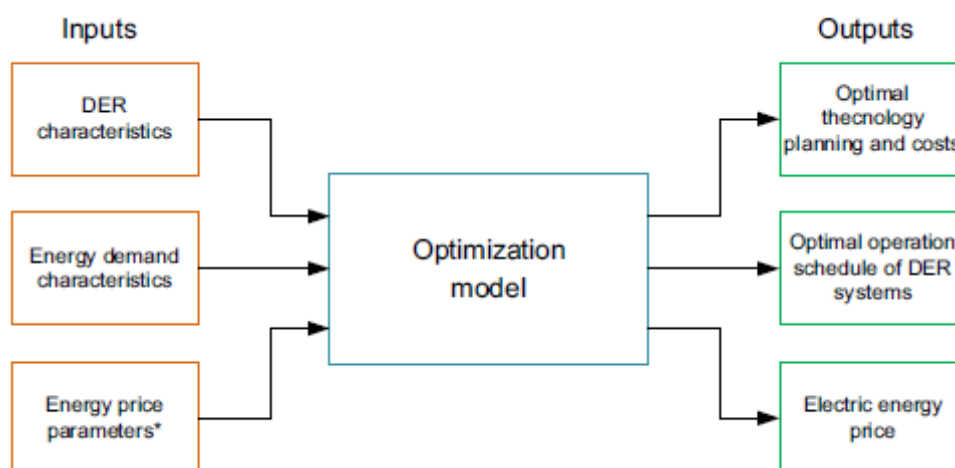 Inputs
Outputs
DER
characteristics
Optimal
thecnology
planning and costs
Energy demand
characteristics
Optimization
model
Optimal operation
schedule of DER
systems
Energy price
parameters*
Electric energy
price